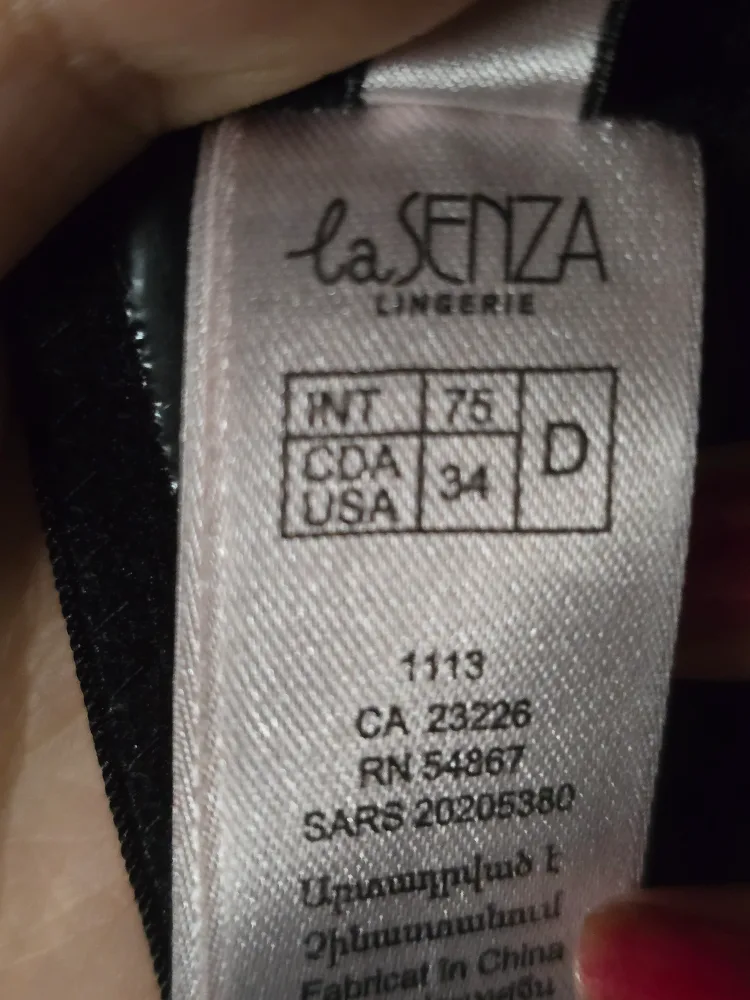 la SENZA
LINGERIE
INT 75 D
CDA USA 34
1113
CA 23226
RN 54867
SARS 20205380
Արտադրված է
Չինաստանում
Fabricat în China